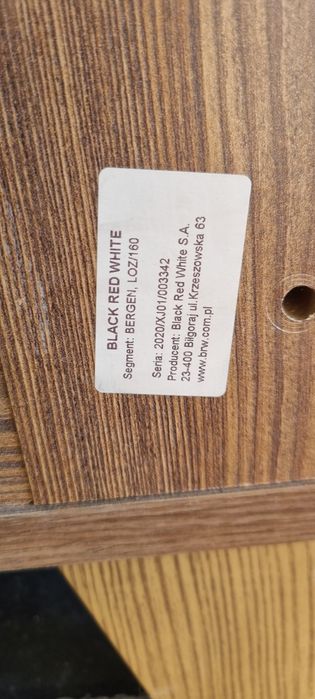 BLACK RED WHITE
Segment: BERGEN, LOZ/160
Seria: 2020/XJ01/003342
Producent: Black Red White S.A.
23-400 Biłgoraj ul.Krzeszowska 63
www.brw.com.pl